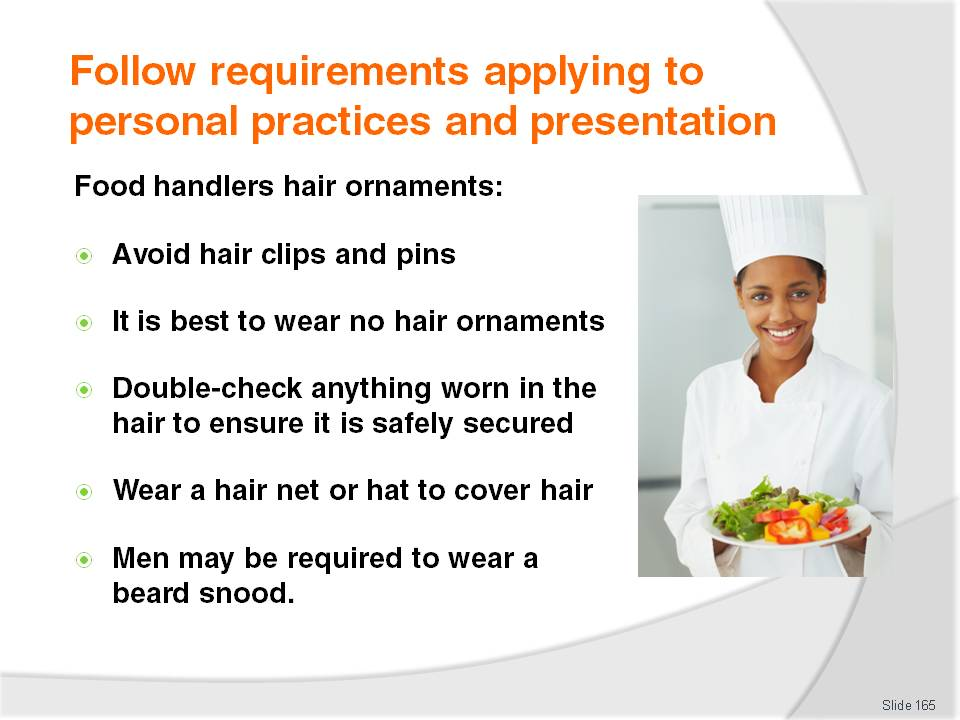 Follow requirements applying to
personal practices and presentation
Food handlers hair ornaments:
Avoid hair clips and pins
It is best to wear no hair ornaments
Double-check anything worn in the
hair to ensure it is safely secured
Wear a hair net or hat to cover hair
Men may be required to wear a
beard snood.
Slide 165